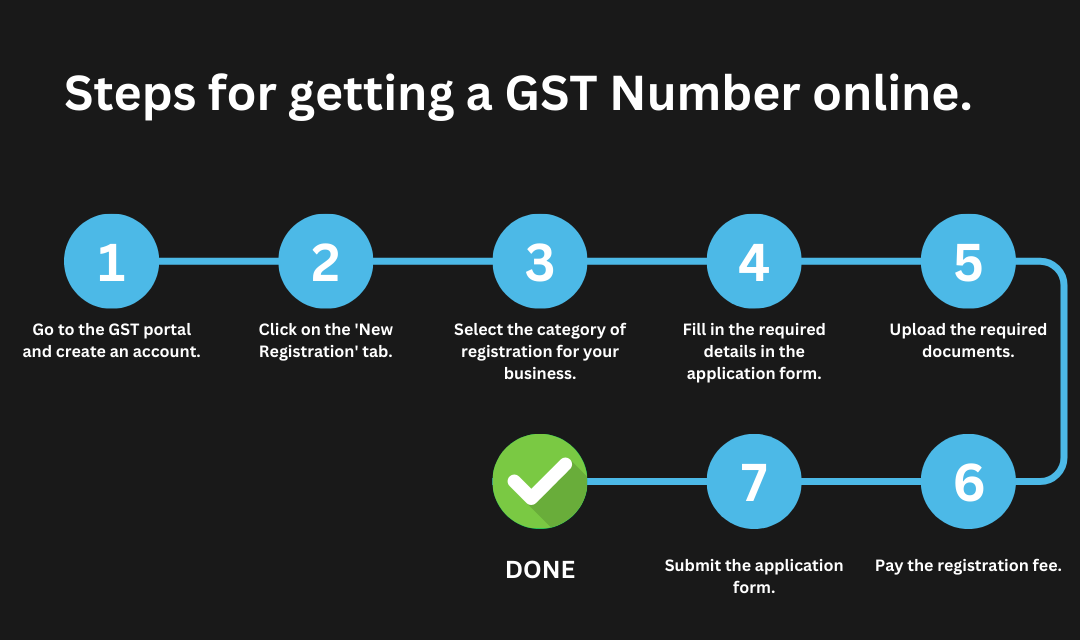 Steps for getting a GST Number online.
1
2
3
4
5
Go to the GST portal
and create an account.
Click on the 'New
Registration' tab.
Select the category of
registration for your
business.
Fill in the required
details in the
application form.
Upload the required
documents.
6
Pay the registration fee.
7
Submit the application
form.
DONE